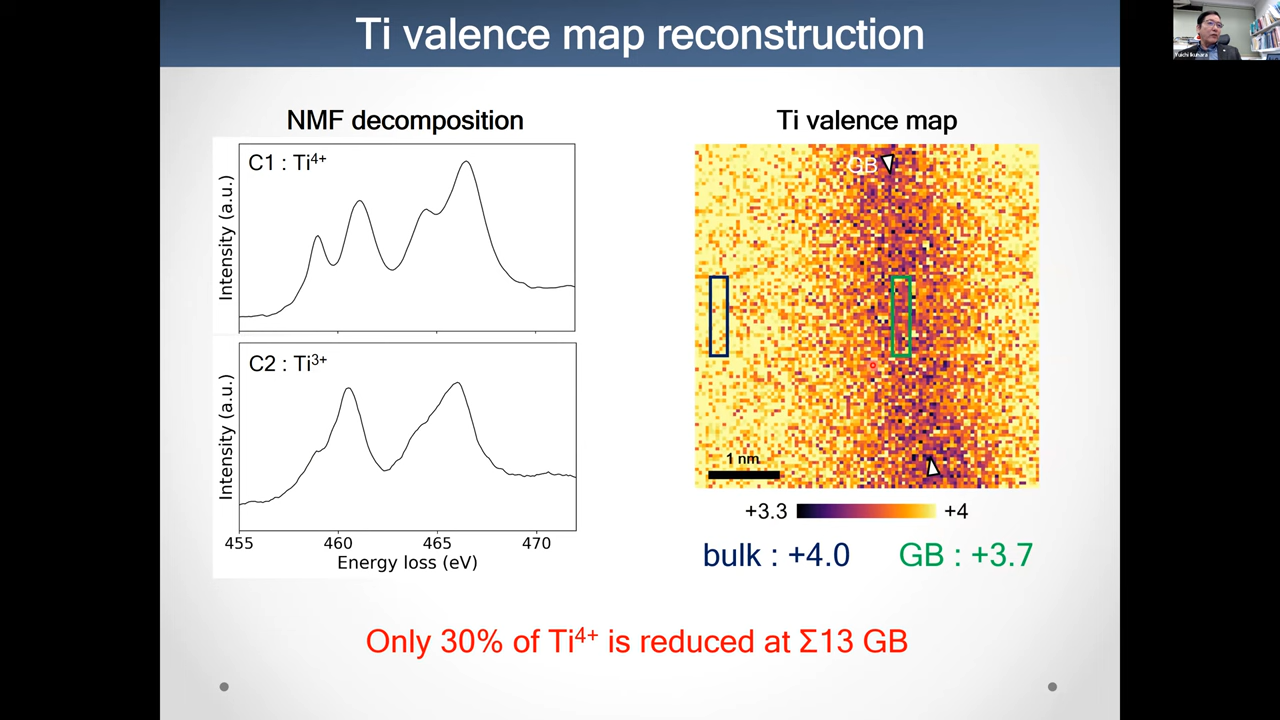 Ti valence map reconstruction
Yuichi Ikuhara
NMF decomposition
C1 : Ti⁴⁺
Intensity (a.u.)
C2 : Ti³⁺
Intensity (a.u.)
455 460 465 470
Energy loss (eV)
Ti valence map
GB
1 nm
+3.3 +4
bulk : +4.0 GB : +3.7
Only 30% of Ti⁴⁺ is reduced at Σ13 GB